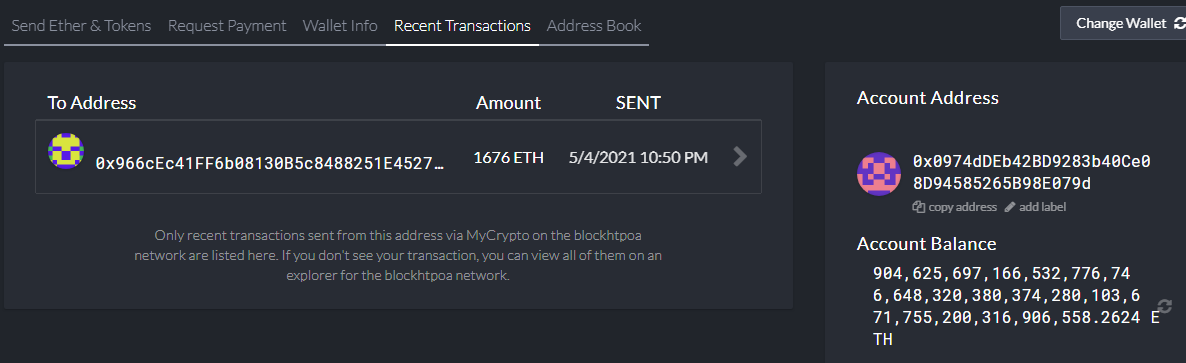 Send Ether & Tokens Request Payment Wallet Info Recent Transactions Address Book
Change Wallet
To Address Amount SENT
0x966cEc41FF6b08130B5c8488251E4527… 1676 ETH 5/4/2021 10:50 PM
Only recent transactions sent from this address via MyCrypto on the blockhtpoa
network are listed here. If you don't see your transaction, you can view all of them on an
explorer for the blockhtpoa network.
Account Address
0x0974dDEb42BD9283b40Ce0
8D94585265B98E079d
copy address add label
Account Balance
904,625,697,166,532,776,74
6,648,320,380,374,280,103,6
71,755,200,316,906,558.2624 E
TH